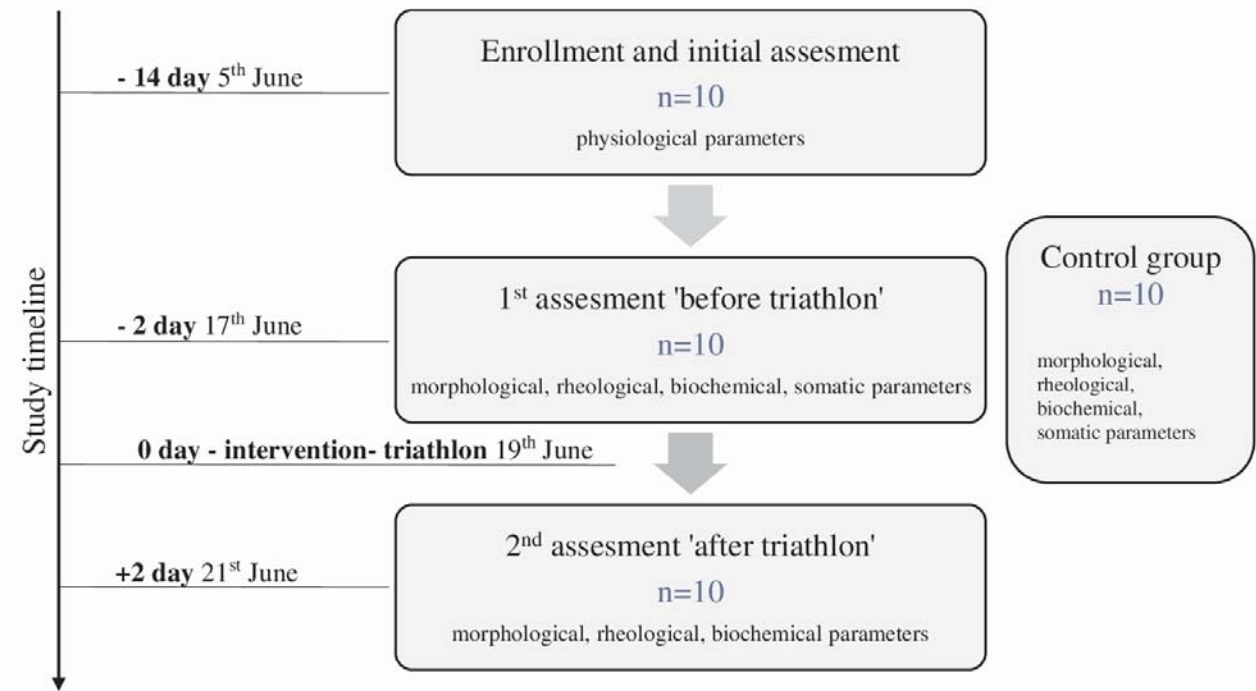 Study timeline
- 14 day 5th June
Enrollment and initial assesment
n=10
physiological parameters
- 2 day 17th June
1st assesment 'before triathlon'
n=10
morphological, rheological, biochemical, somatic parameters
Control group
n=10
morphological,
rheological,
biochemical,
somatic parameters
0 day - intervention- triathlon 19th June
+2 day 21st June
2nd assesment 'after triathlon'
n=10
morphological, rheological, biochemical parameters